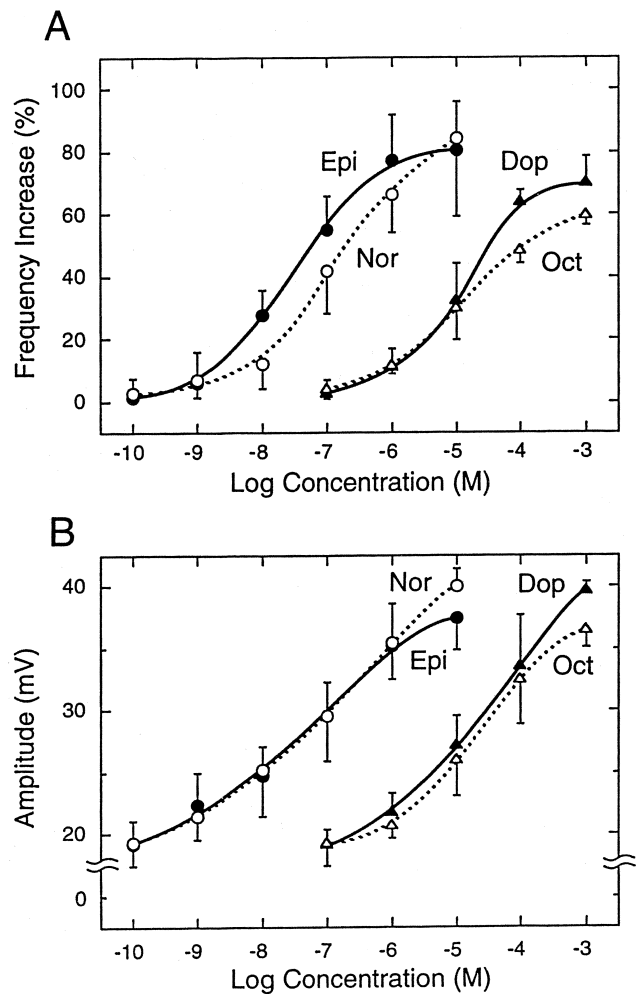 A
Frequency Increase (%)
100
80
60
40
20
0
Epi
Nor
Dop
Oct
-10 -9 -8 -7 -6 -5 -4 -3
Log Concentration (M)
B
Amplitude (mV)
40
30
20
0
Nor
Epi
Dop
Oct
-10 -9 -8 -7 -6 -5 -4 -3
Log Concentration (M)